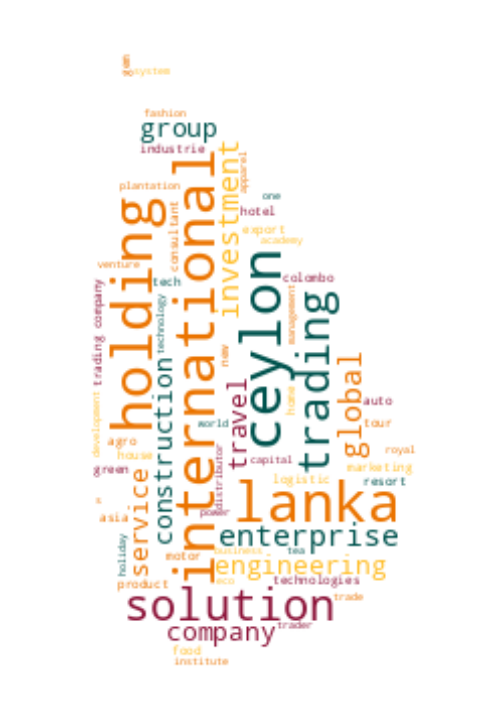 system
fashion
group
industrie
international
investment
apparel
plantation
holding
consultant
one
hotel
export
academy
venture
tech
ceylon
colombo
trading company
technology
management
trading
development
construction
new
travel
home
global
auto
world
tour
agro
house
distributor
capital
royal
green
service
marketing
logistic
resort
lanka
asia
power
enterprise
holiday
motor
business
tea
engineering
product
eco
technologies
solution
trade
company
trader
food
institute